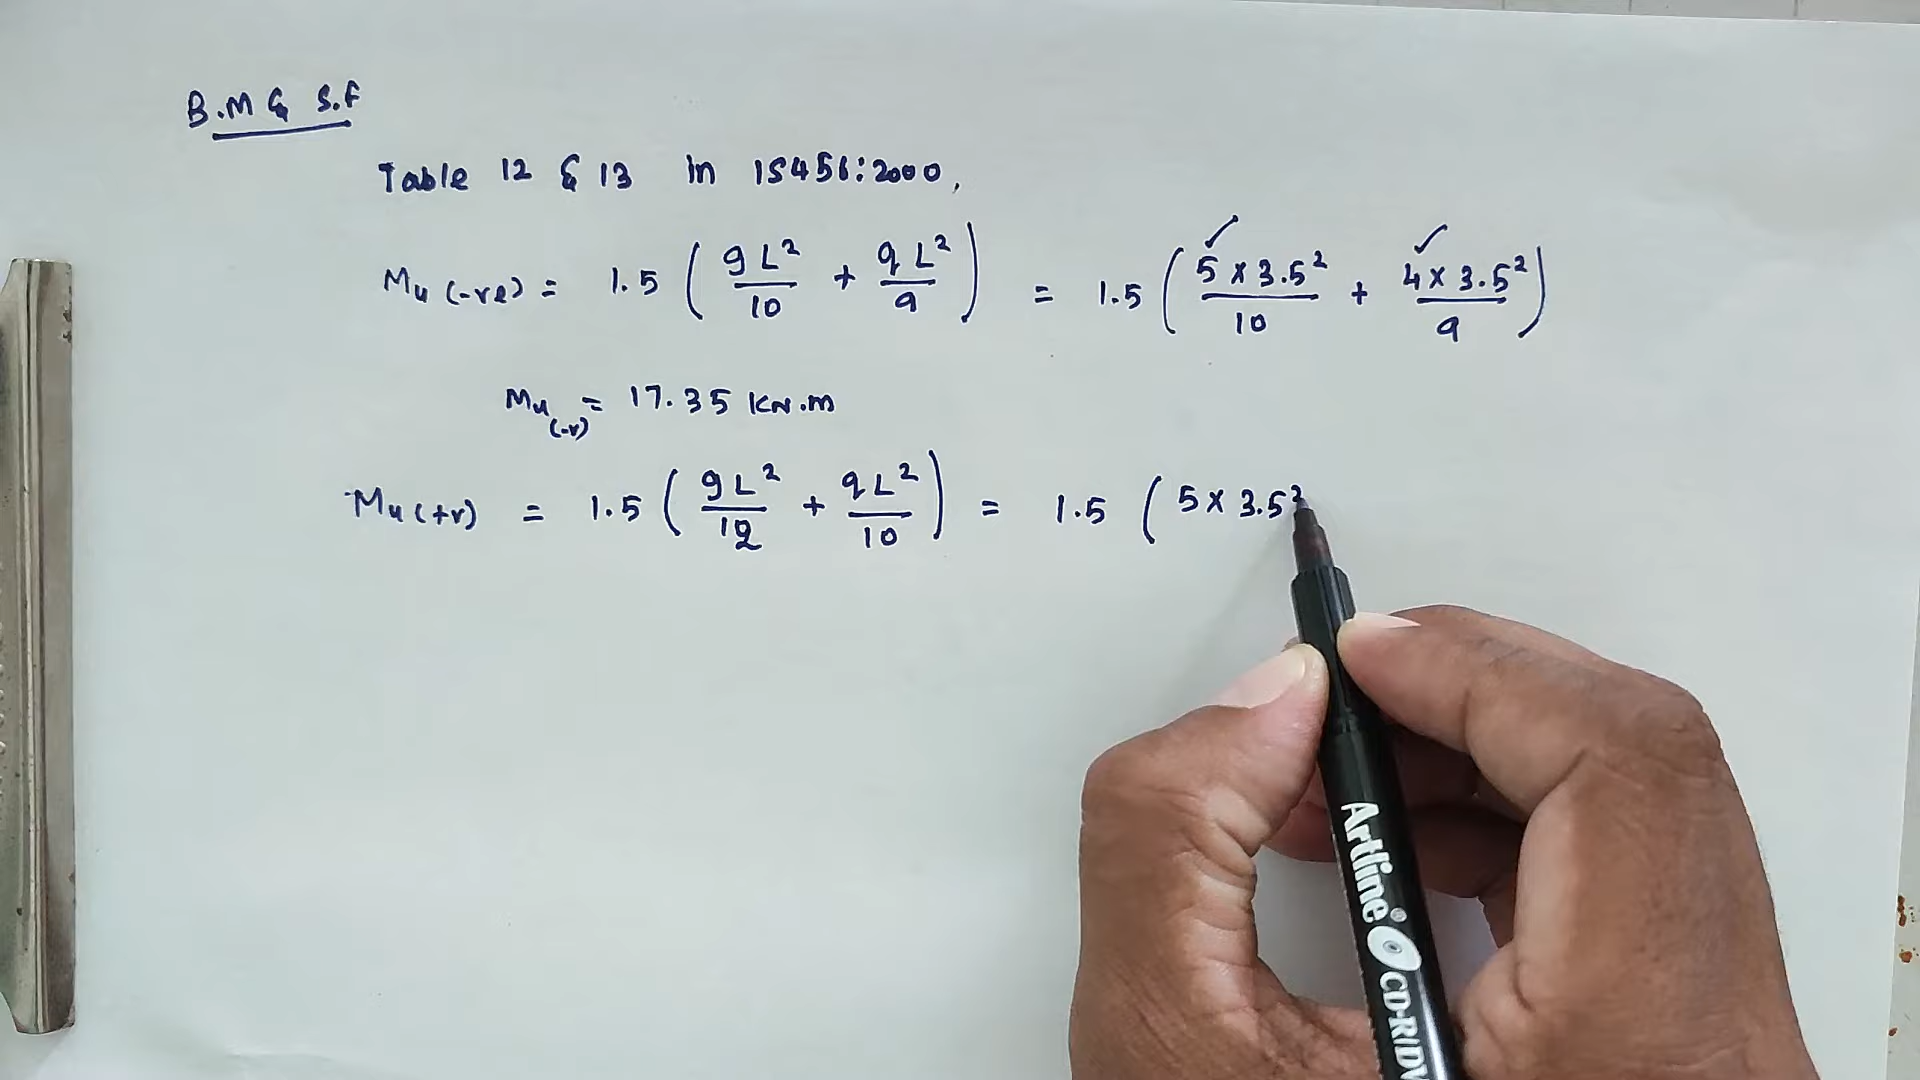 B.M & S.F
Table 12 & 13 in IS456:2000,
Mu (-ve) = 1.5 ( gL²/10 + qL²/9 ) = 1.5 ( 5 x 3.5²/10 + 4 x 3.5²/9 )
Mu (-v) = 17.35 KN.m
Mu (+v) = 1.5 ( gL²/12 + qL²/10 ) = 1.5 ( 5 x 3.5²
Artline® CD-R/DV